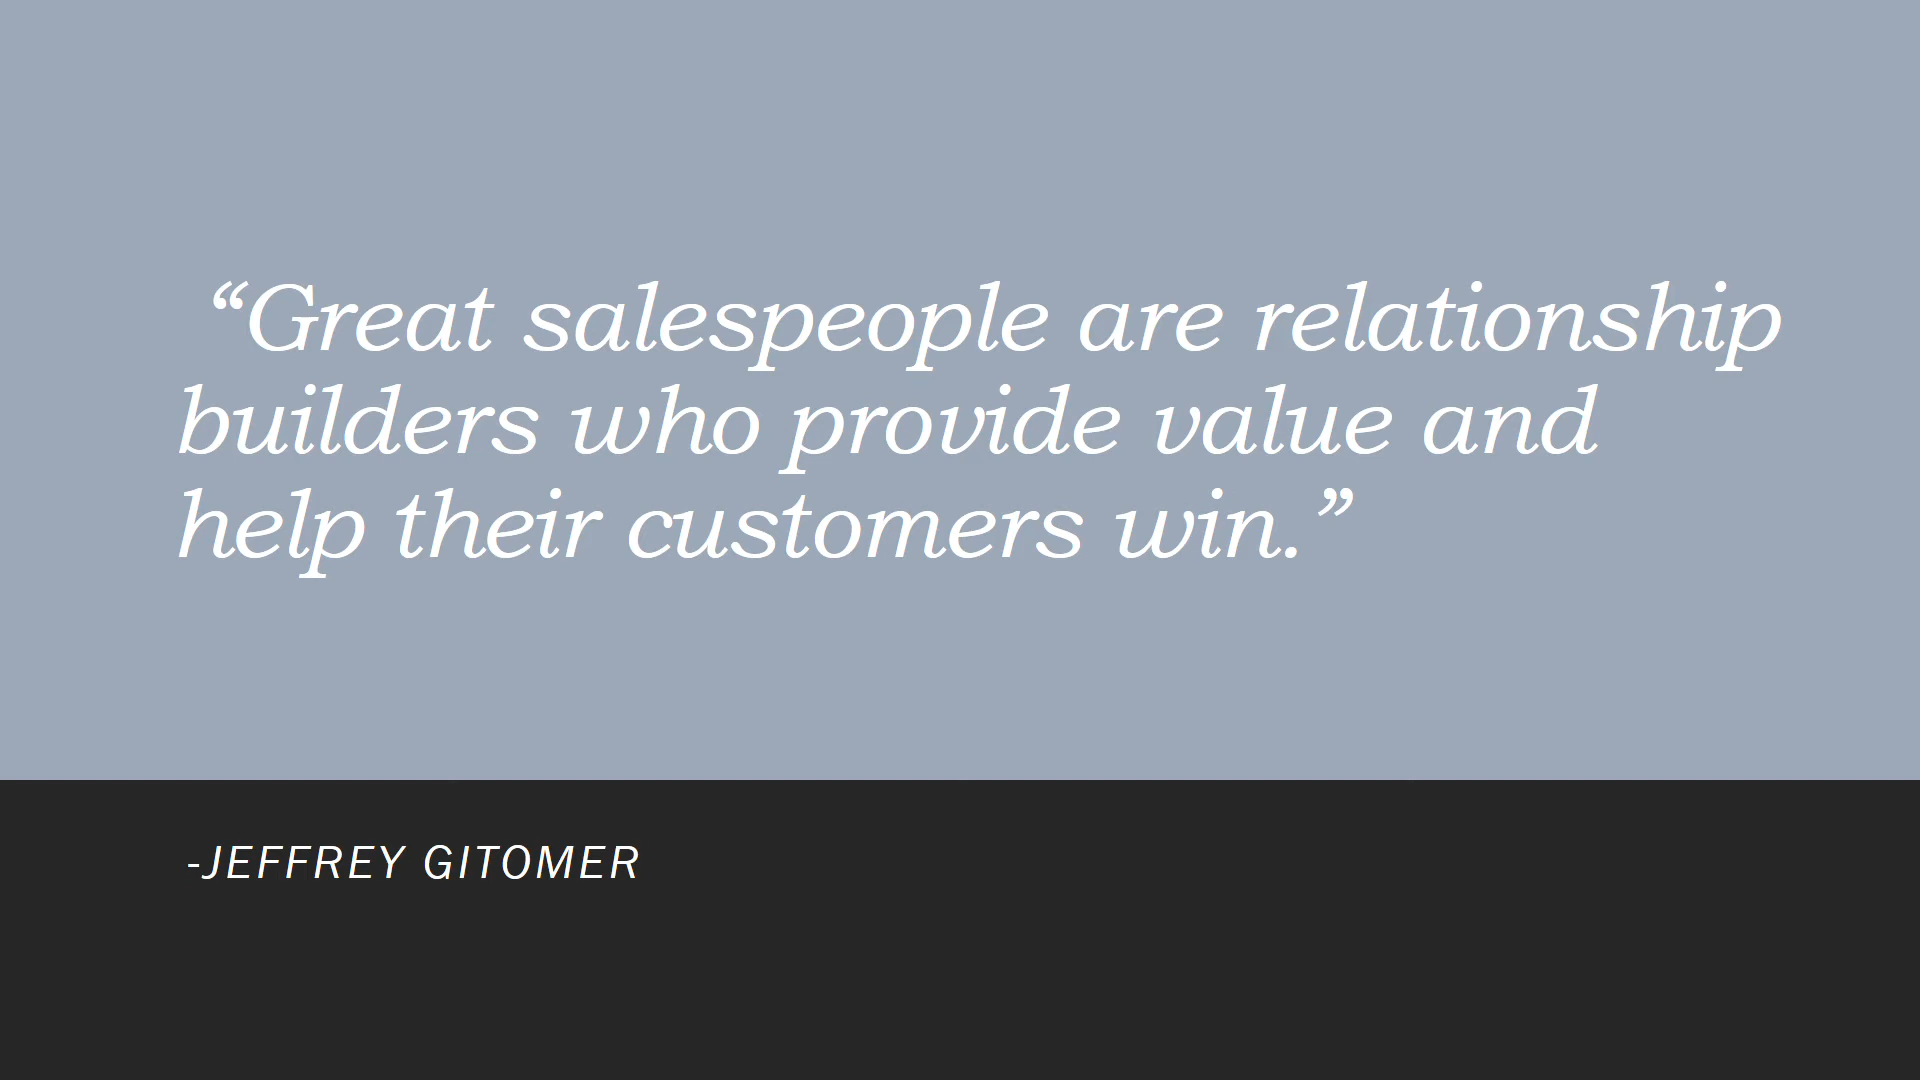 “Great salespeople are relationship
builders who provide value and
help their customers win.”
-JEFFREY GITOMER